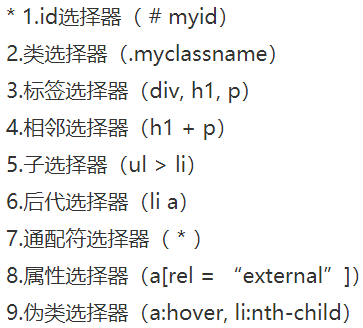 * 1.id选择器（ # myid）
2.类选择器（.myclassname）
3.标签选择器（div, h1, p）
4.相邻选择器（h1 + p）
5.子选择器（ul > li）
6.后代选择器（li a）
7.通配符选择器（ * ）
8.属性选择器（a[rel = “external”]）
9.伪类选择器（a:hover, li:nth-child）